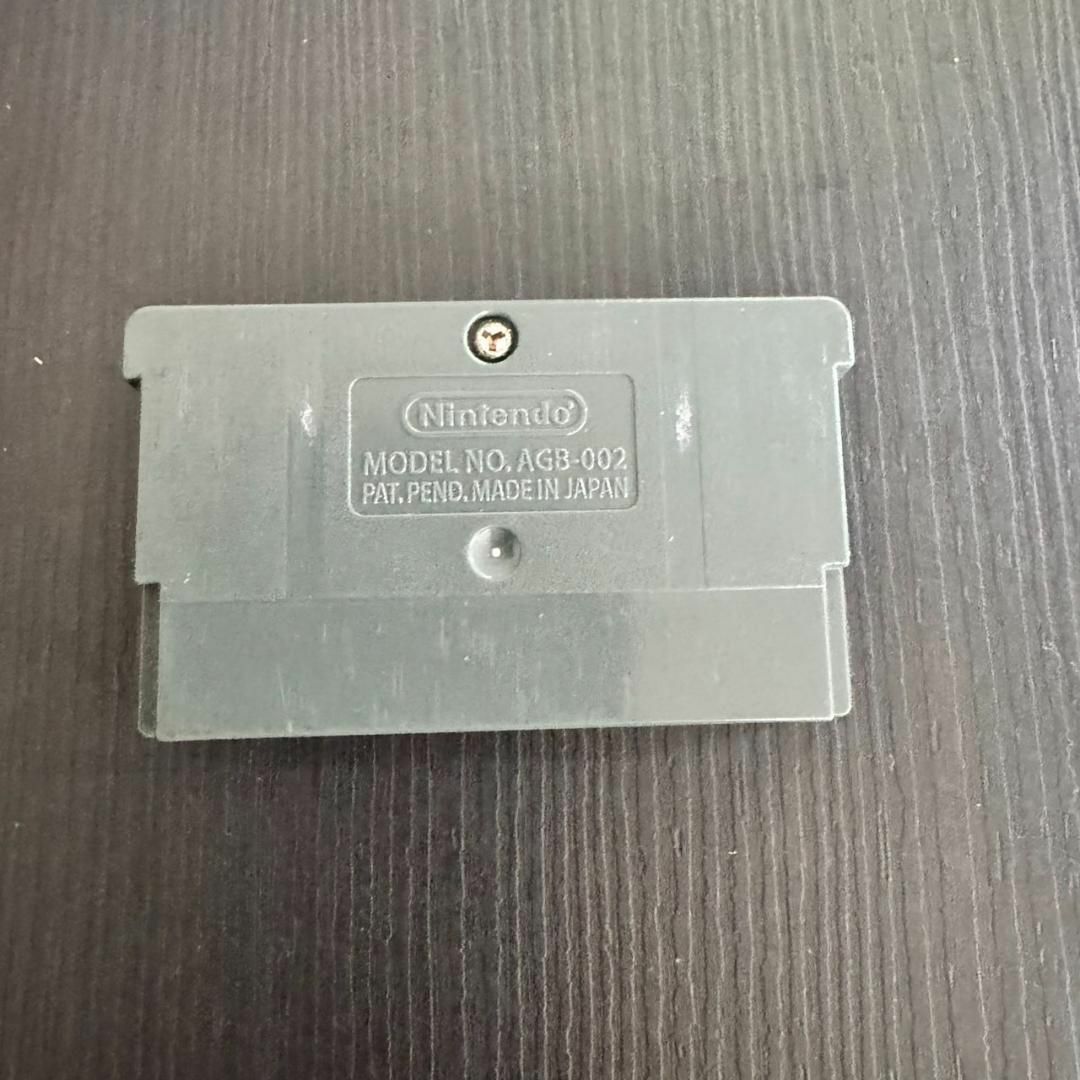 Nintendo
MODEL NO. AGB-002
PAT. PEND. MADE IN JAPAN